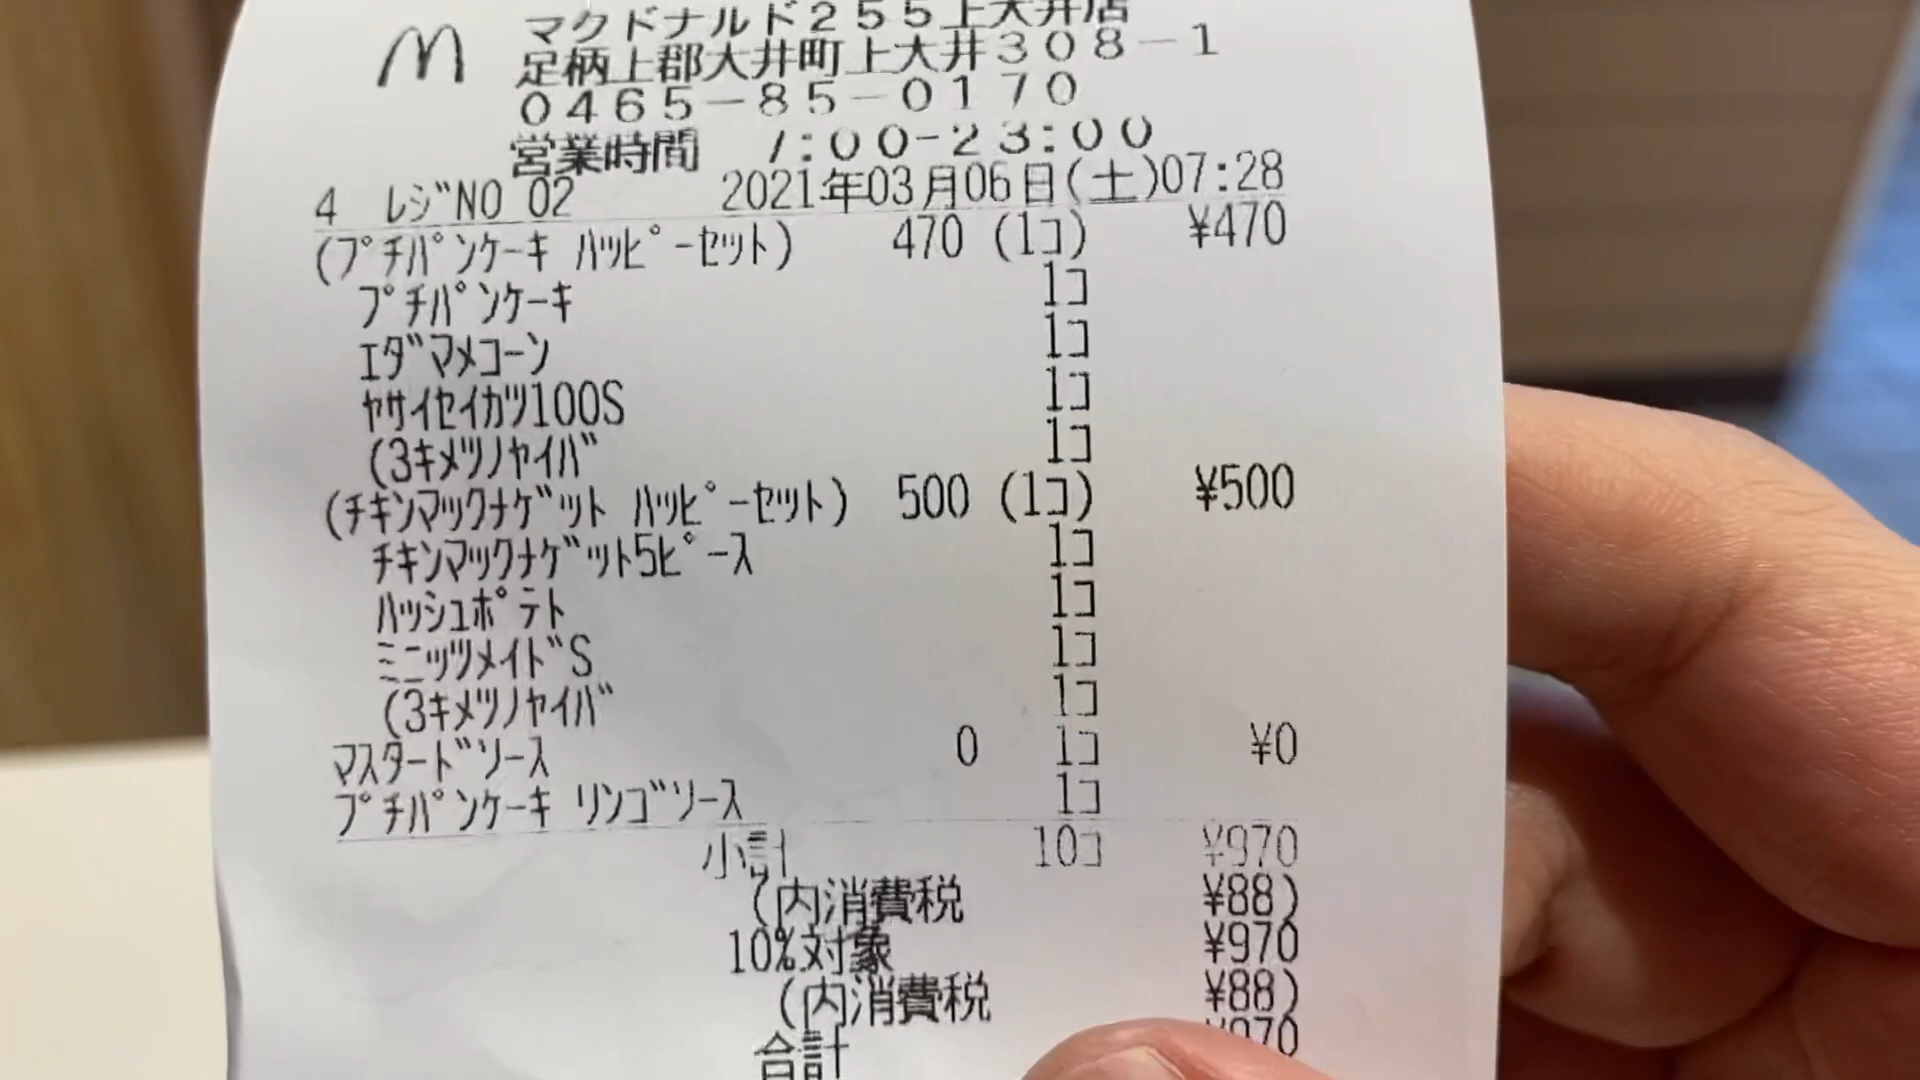 マクドナルド255上大井店
足柄上郡大井町上大井308-1
0465-85-0170
営業時間 7:00-23:00
4 レジNO 02 2021年03月06日(土)07:28
(プチパンケーキ ハッピーセット) 470 (1コ) ¥470
プチパンケーキ 1コ
エダマメコーン 1コ
ヤサイセイカツ100S 1コ
(3キメツノヤイバ 1コ
(チキンマックナゲット ハッピーセット) 500 (1コ) ¥500
チキンマックナゲット5ピース 1コ
ハッシュポテト 1コ
ミニッツメイドS 1コ
(3キメツノヤイバ 1コ
マスタードソース 0 1コ ¥0
プチパンケーキ リンゴソース 1コ
小計 10コ ¥970
(内消費税 ¥88)
10%対象 ¥970
(内消費税 ¥88)
合計 ¥970